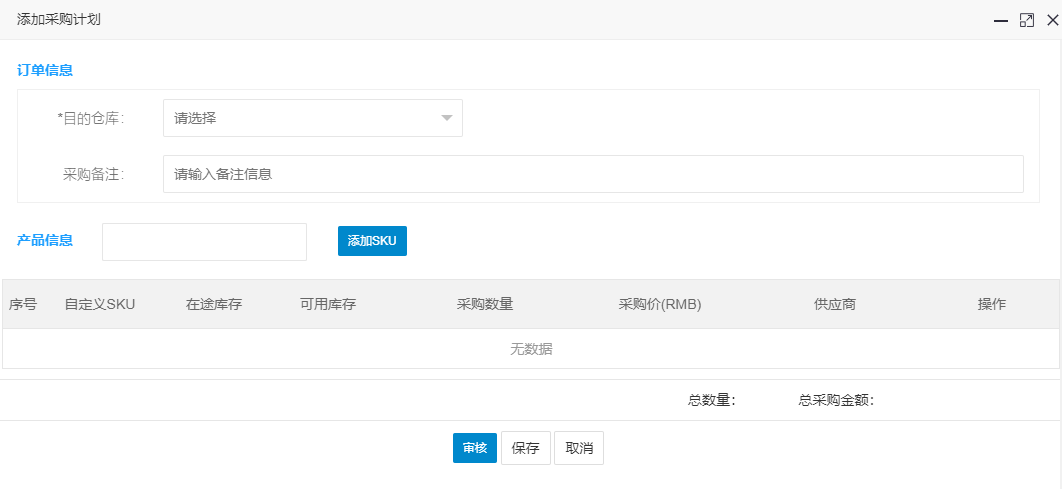 添加采购计划
订单信息
*目的仓库: 请选择
采购备注: 请输入备注信息
产品信息 添加SKU
序号 自定义SKU 在途库存 可用库存 采购数量 采购价(RMB) 供应商 操作
无数据
总数量: 总采购金额:
审核 保存 取消